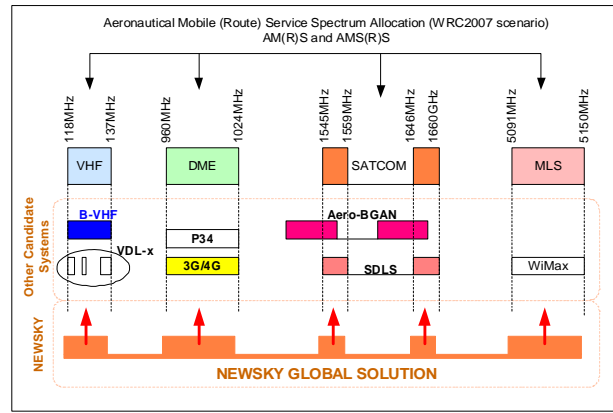 Aeronautical Mobile (Route) Service Spectrum Allocation (WRC2007 scenario)
AM(R)S and AMS(R)S
118MHz
137MHz
960MHz
1024MHz
1545MHz
1559MHz
1646MHz
1660GHz
5091MHz
5150MHz
VHF
DME
SATCOM
MLS
Other Candidate
Systems
B-VHF
Aero-BGAN
P34
VDL-x
3G/4G
SDLS
WiMax
NEWSKY
NEWSKY GLOBAL SOLUTION